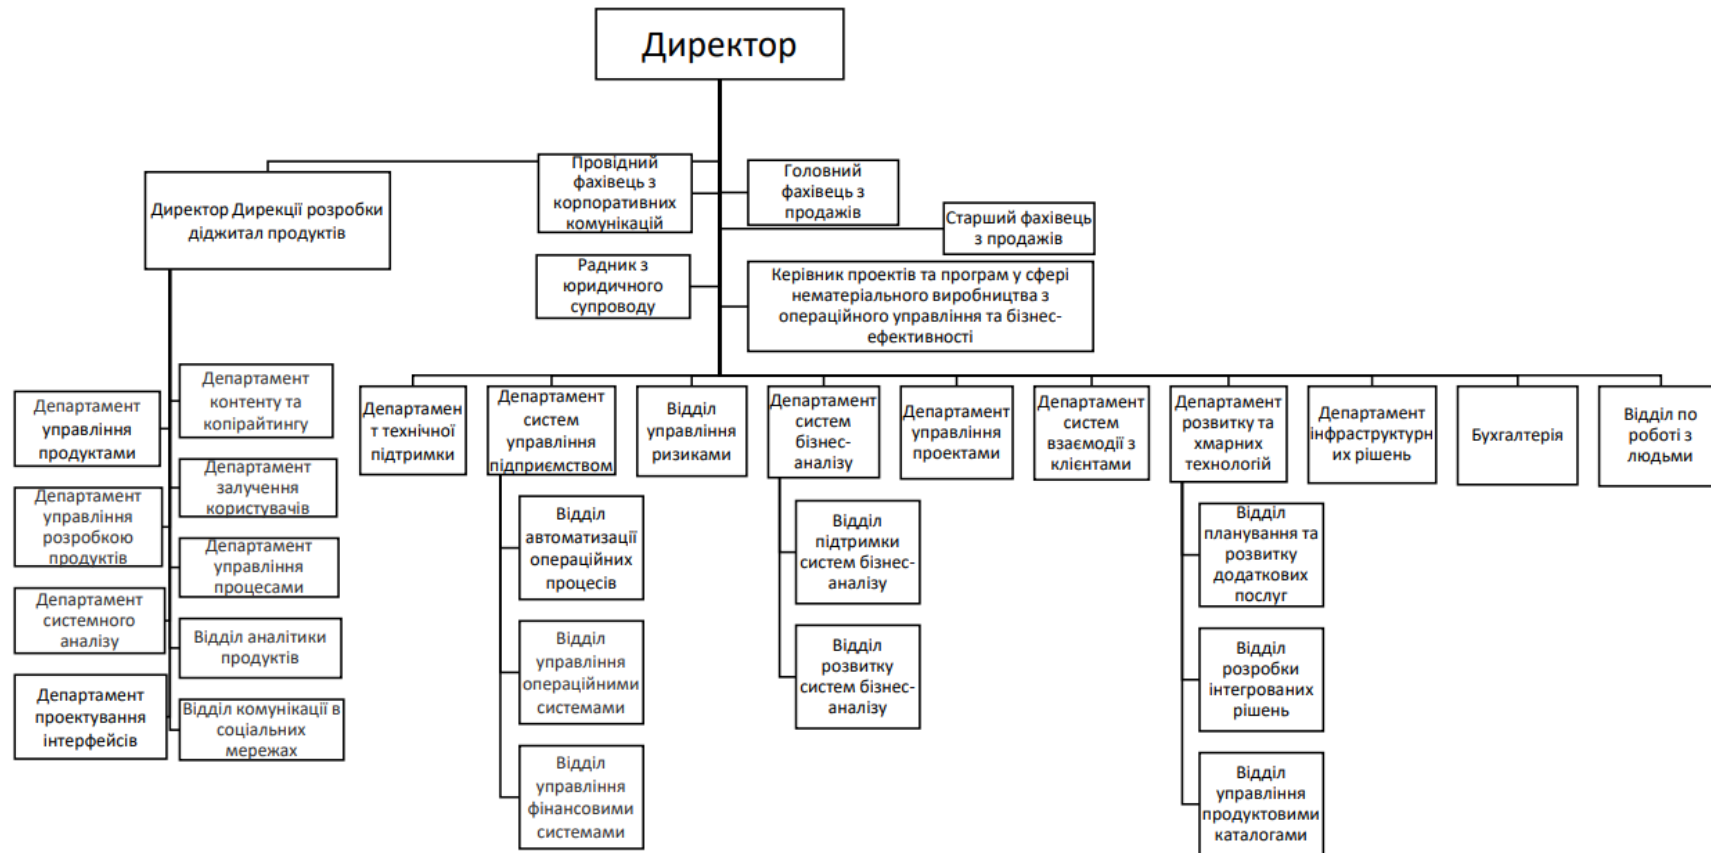 Директор
Провідний
фахівець з
корпоративних
комунікацій
Головний
фахівець з
продажів
Директор Дирекції розробки
діджитал продуктів
Старший фахівець
з продажів
Радник з
юридичного
супроводу
Керівник проектів та програм у сфері
нематеріального виробництва з
операційного управління та бізнес-
ефективності
Департамент
управління
продуктами
Департамент
контенту та
копірайтингу
Департамент
управління
розробкою
продуктів
Департамент
залучення
користувачів
Департамент
системного
аналізу
Департамент
управління
процесами
Відділ аналітики
продуктів
Департамент
проектування
інтерфейсів
Відділ комунікації в
соціальних
мережах
Департамен
т технічної
підтримки
Департамент
систем
управління
підприємством
Відділ
управління
ризиками
Департамент
систем
бізнес-
аналізу
Департамент
управління
проектами
Департамент
систем
взаємодії з
клієнтами
Департамент
розвитку та
хмарних
технологій
Департамент
інфраструктурн
их рішень
Бухгалтерія
Відділ по
роботі з
людьми
Відділ
автоматизації
операційних
процесів
Відділ
управління
операційними
системами
Відділ
управління
фінансовими
системами
Відділ
підтримки
систем бізнес-
аналізу
Відділ
розвитку
систем бізнес-
аналізу
Відділ
планування та
розвитку
додаткових
послуг
Відділ
розробки
інтегрованих
рішень
Відділ
управління
продуктовими
каталогами